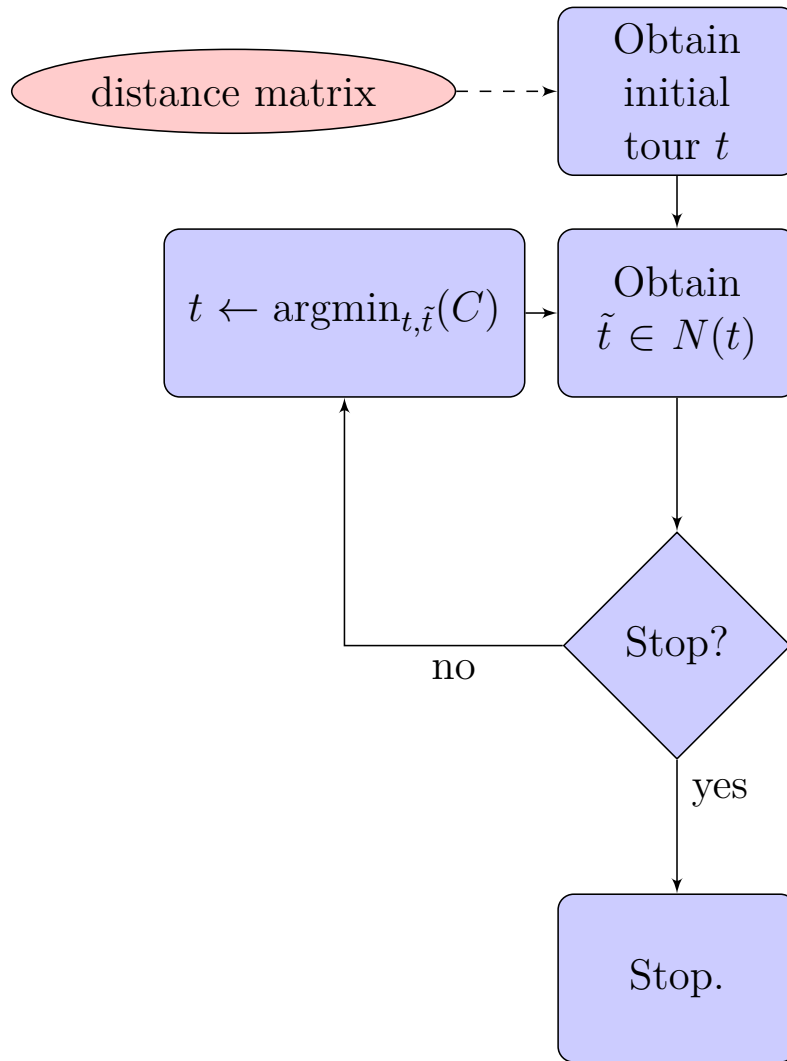 distance matrix
Obtain
initial
tour t
t ← argmin_{t,t̃}(C)
Obtain
t̃ ∈ N(t)
Stop?
no
yes
Stop.